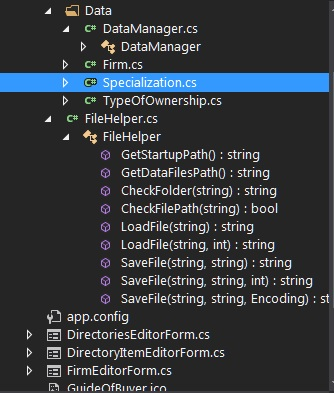 Data
DataManager.cs
DataManager
Firm.cs
Specialization.cs
TypeOfOwnership.cs
FileHelper.cs
FileHelper
GetStartupPath() : string
GetDataFilesPath() : string
CheckFolder(string) : string
CheckFilePath(string) : bool
LoadFile(string) : string
LoadFile(string, int) : string
SaveFile(string, string) : string
SaveFile(string, string, int) : string
SaveFile(string, string, Encoding) : st
app.config
DirectoriesEditorForm.cs
DirectoryItemEditorForm.cs
FirmEditorForm.cs
GuideOfBuyer.ico